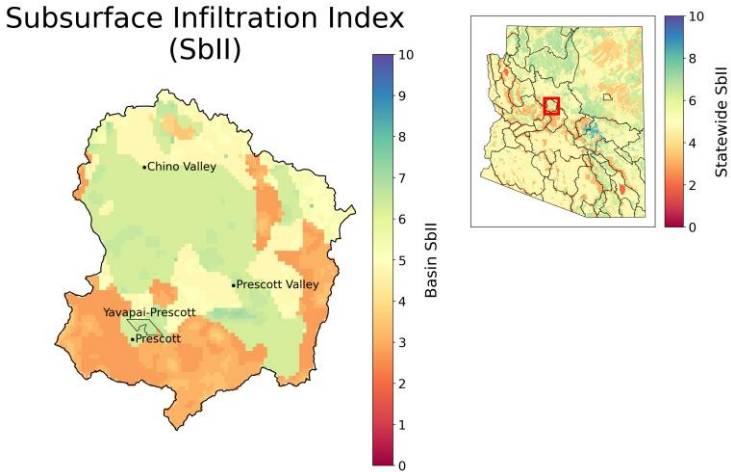 Subsurface Infiltration Index
(SbII)
10
9
8
7
6
5
4
3
2
1
0
Basin SbII
Chino Valley
Prescott Valley
Yavapai-Prescott
Prescott
10
8
6
4
2
0
Statewide SbII